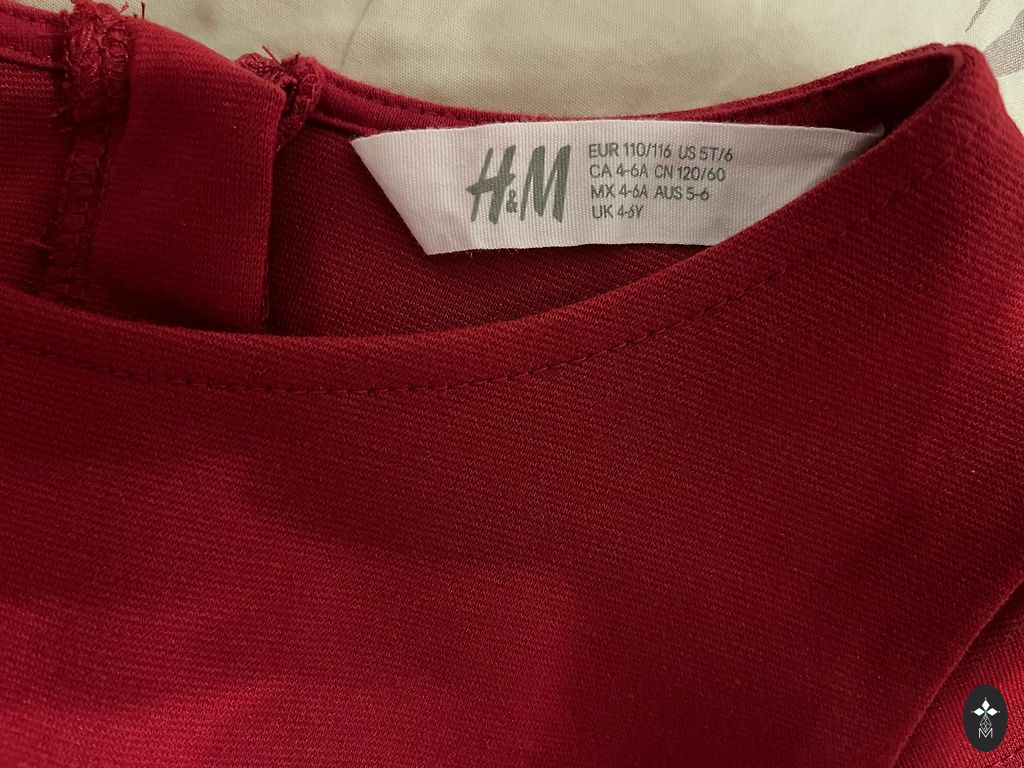 H&M
EUR 110/116 US 5T/6
CA 4-6A CN 120/60
MX 4-6A AUS 5-6
UK 4-6Y
M